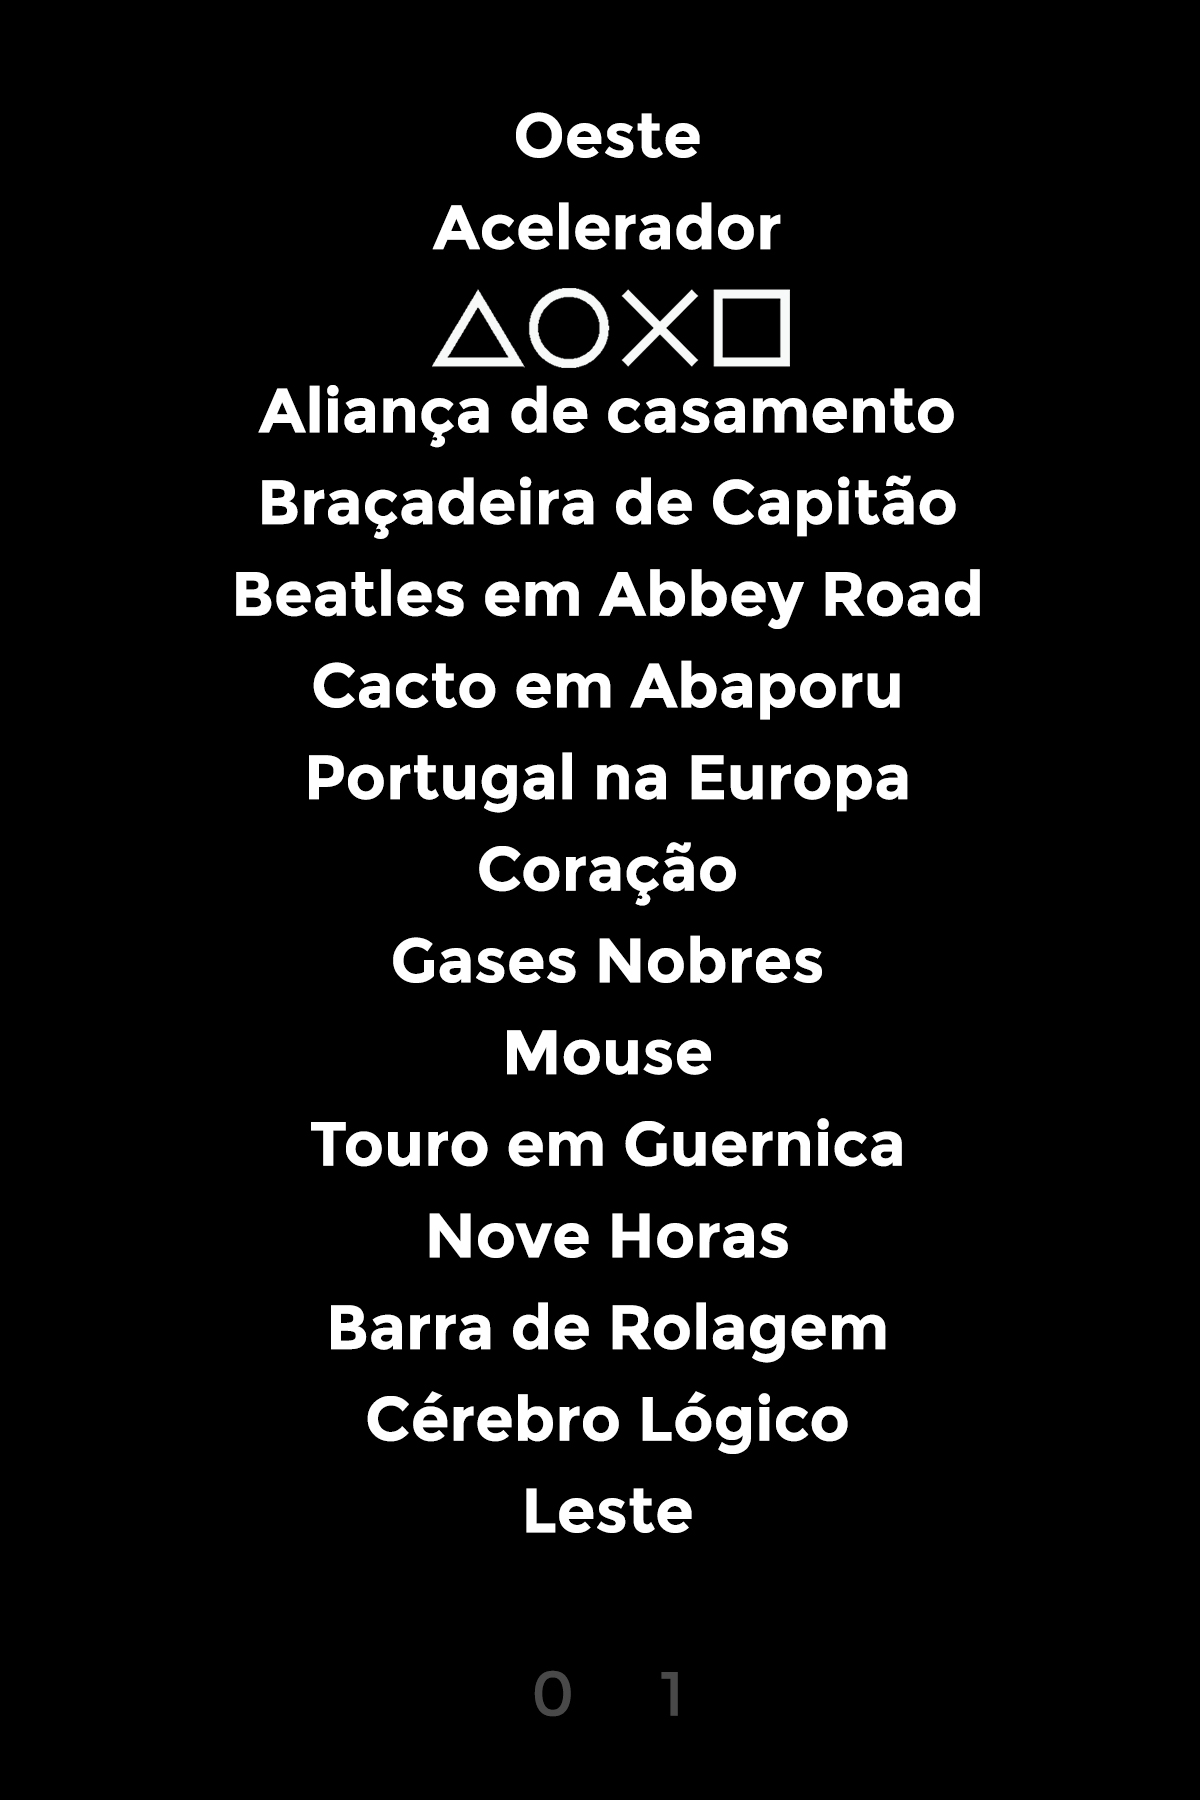 Oeste
Acelerador
△○×□
Aliança de casamento
Braçadeira de Capitão
Beatles em Abbey Road
Cacto em Abaporu
Portugal na Europa
Coração
Gases Nobres
Mouse
Touro em Guernica
Nove Horas
Barra de Rolagem
Cérebro Lógico
Leste
0 1